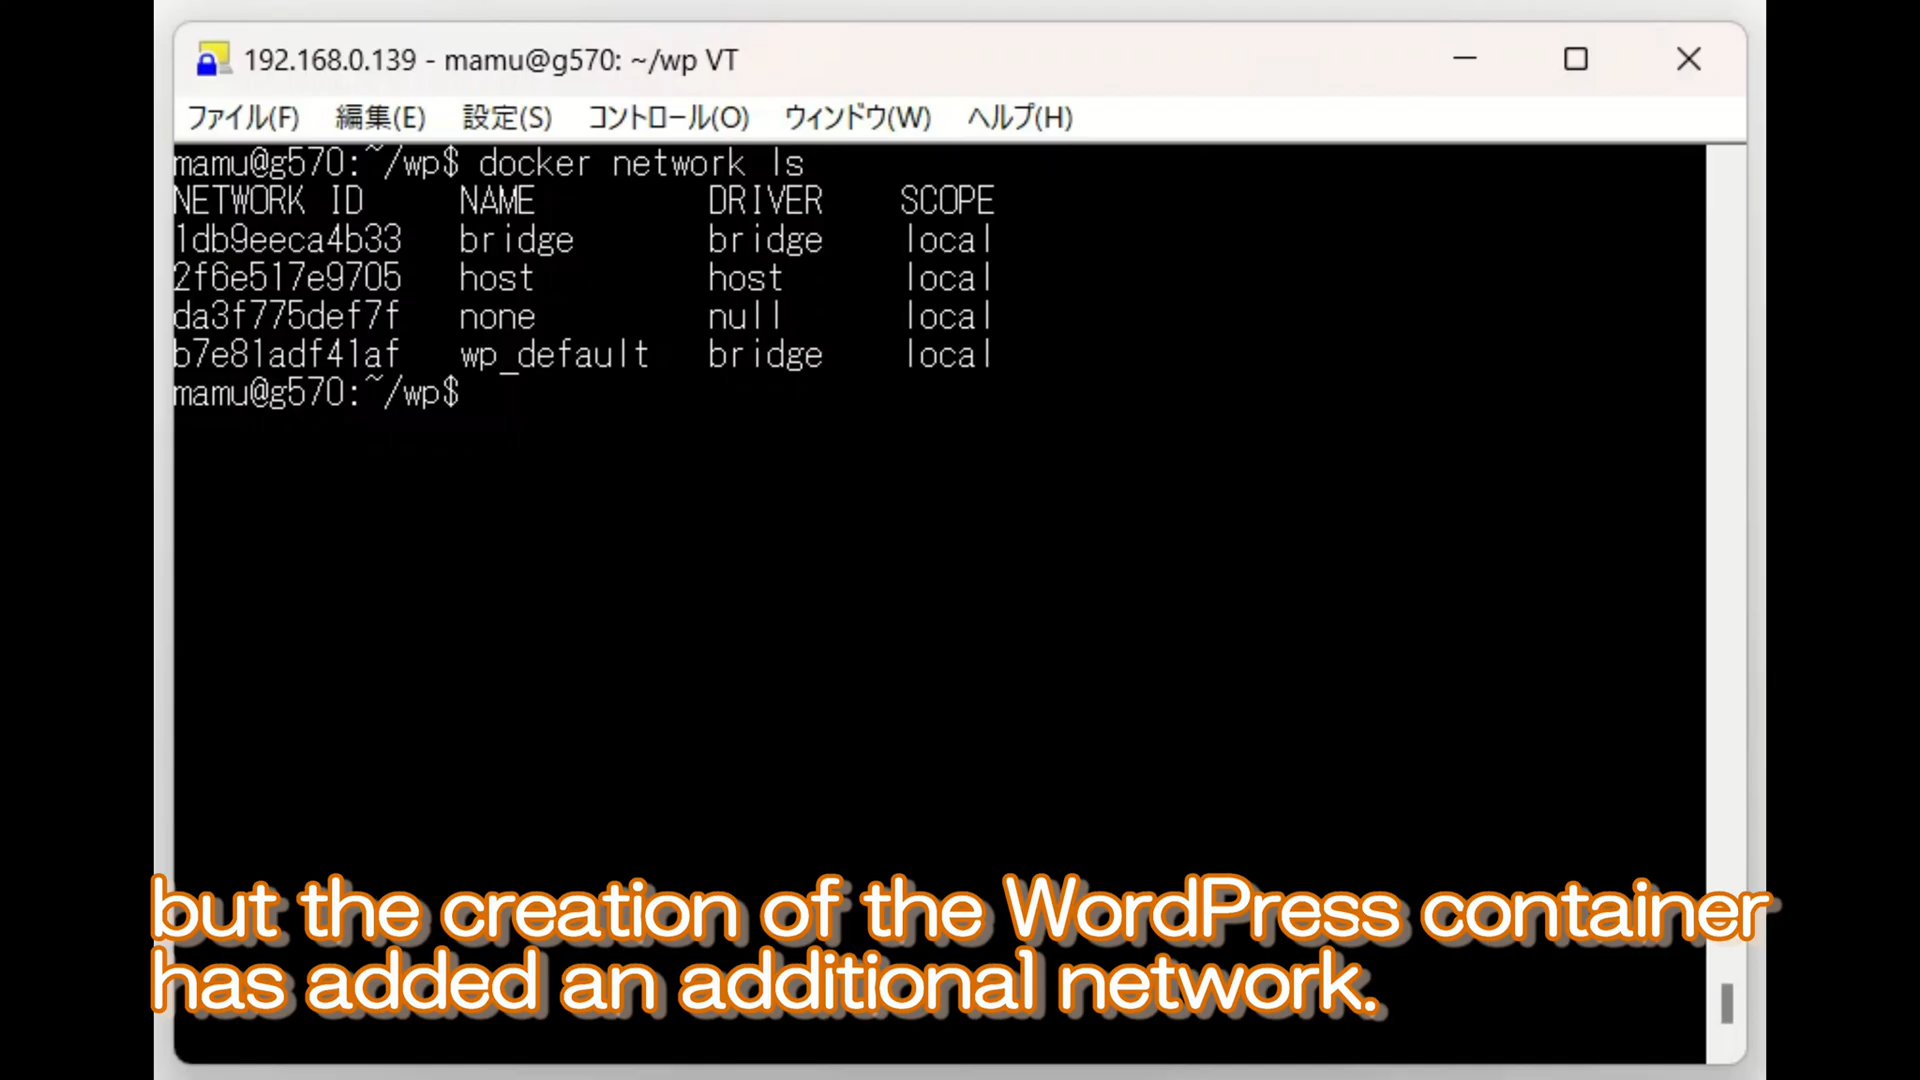 192.168.0.139 - mamu@g570: ~/wp VT
ファイル(F) 編集(E) 設定(S) コントロール(O) ウィンドウ(W) ヘルプ(H)
mamu@g570:~/wp$ docker network ls
NETWORK ID NAME DRIVER SCOPE
1db9eeca4b33 bridge bridge local
2f6e517e9705 host host local
da3f775def7f none null local
b7e81adf41af wp_default bridge local
mamu@g570:~/wp$
but the creation of the WordPress container
has added an additional network.